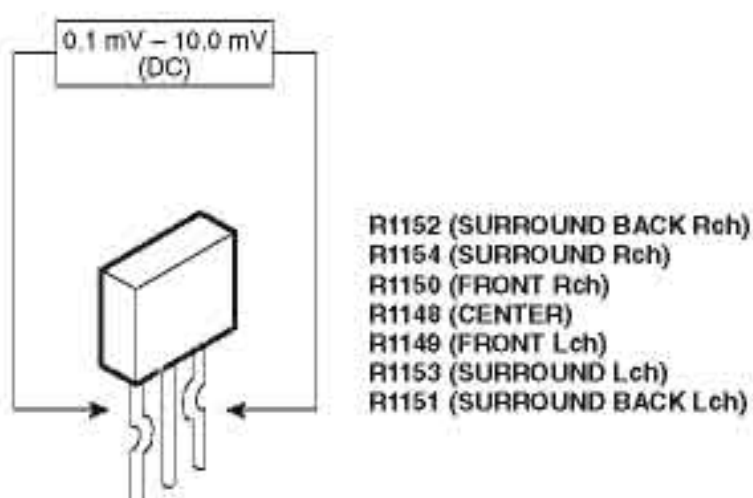 0.1 mV – 10.0 mV
(DC)
R1152 (SURROUND BACK Rch)
R1154 (SURROUND Rch)
R1150 (FRONT Rch)
R1148 (CENTER)
R1149 (FRONT Lch)
R1153 (SURROUND Lch)
R1151 (SURROUND BACK Lch)